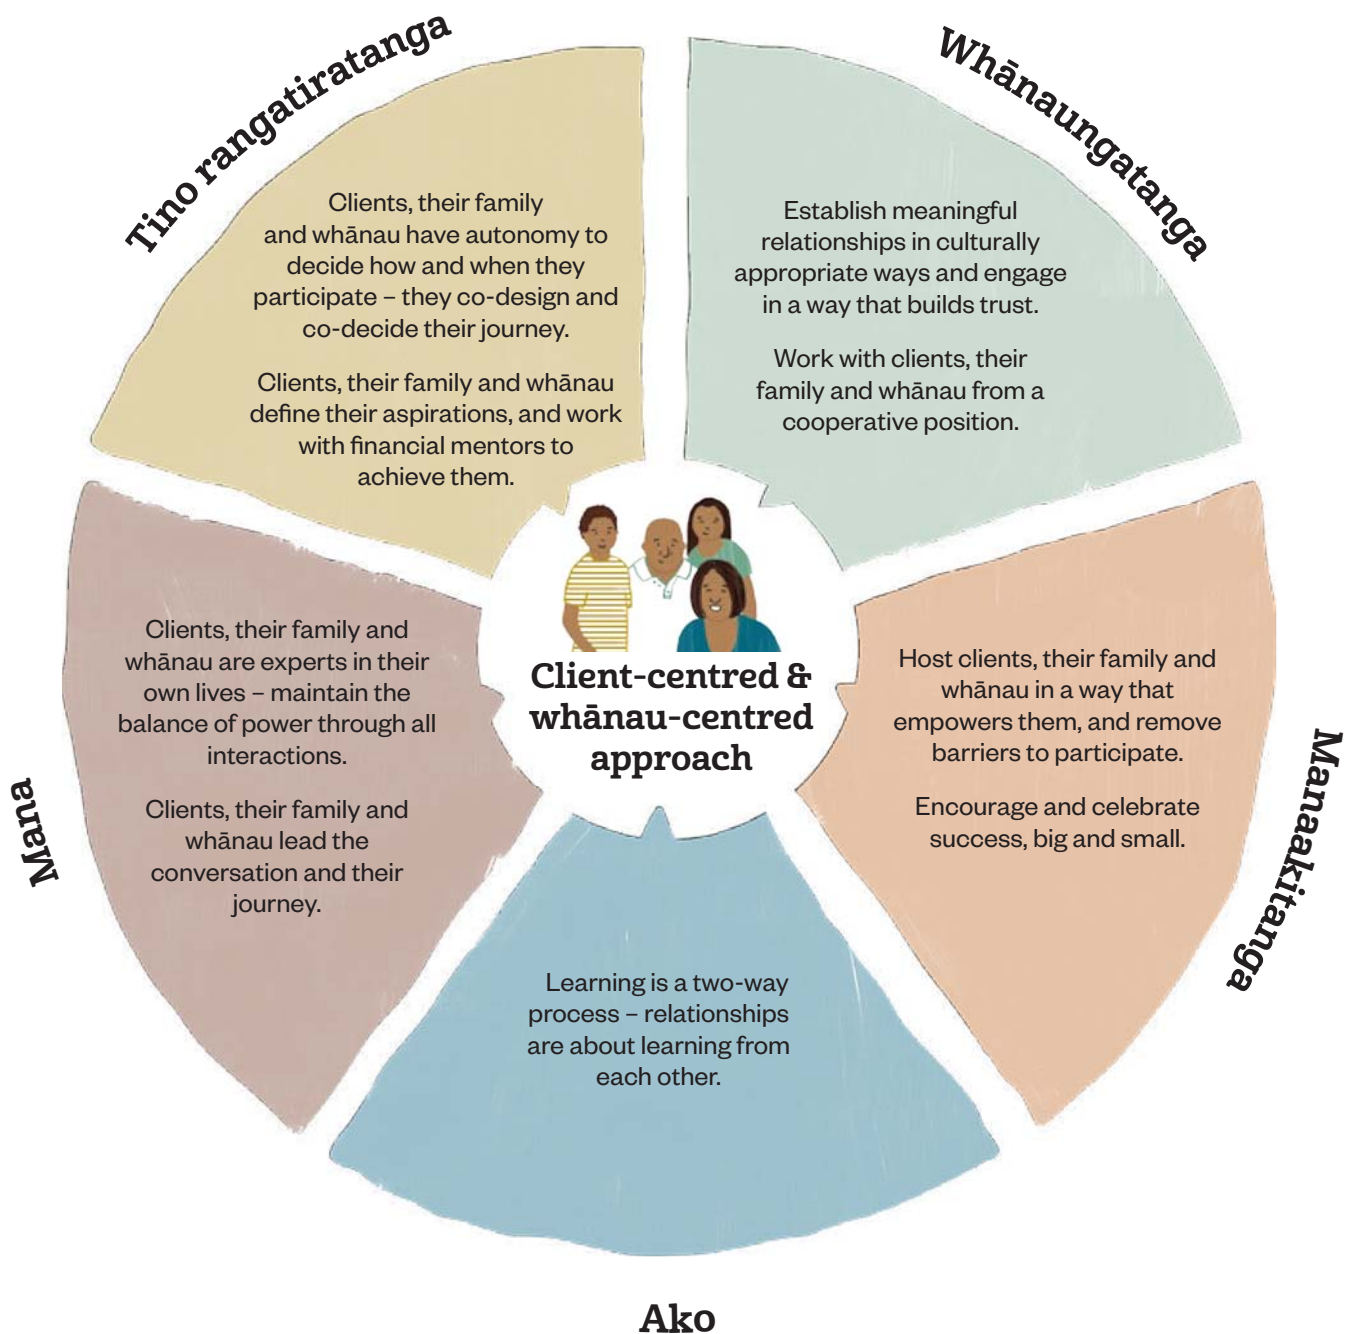 Tino rangatiratanga
Clients, their family
and whānau have autonomy to
decide how and when they
participate – they co-design and
co-decide their journey.
Clients, their family and whānau
define their aspirations, and work
with financial mentors to
achieve them.
Whānaungatanga
Establish meaningful
relationships in culturally
appropriate ways and engage
in a way that builds trust.
Work with clients, their
family and whānau from a
cooperative position.
Client-centred &
whānau-centred
approach
Mana
Clients, their family and
whānau are experts in their
own lives – maintain the
balance of power through all
interactions.
Clients, their family and
whānau lead the
conversation and their
journey.
Manaakitanga
Host clients, their family and
whānau in a way that
empowers them, and remove
barriers to participate.
Encourage and celebrate
success, big and small.
Learning is a two-way
process – relationships
are about learning from
each other.
Ako